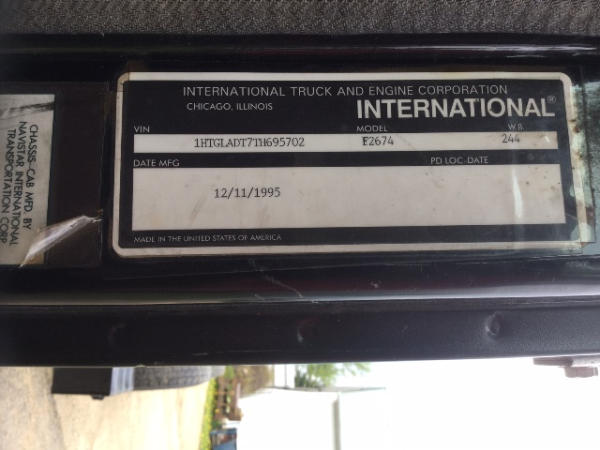 INTERNATIONAL TRUCK AND ENGINE CORPORATION
CHICAGO, ILLINOIS
INTERNATIONAL®
VIN MODEL W.B.
1HTGLADT7TH695702 F2674 244
DATE MFG PD LOC-DATE
12/11/1995
MADE IN THE UNITED STATES OF AMERICA
CHASSIS-CAB MFD BY
NAVISTAR INTERNATIONAL
TRANSPORTATION CORP.